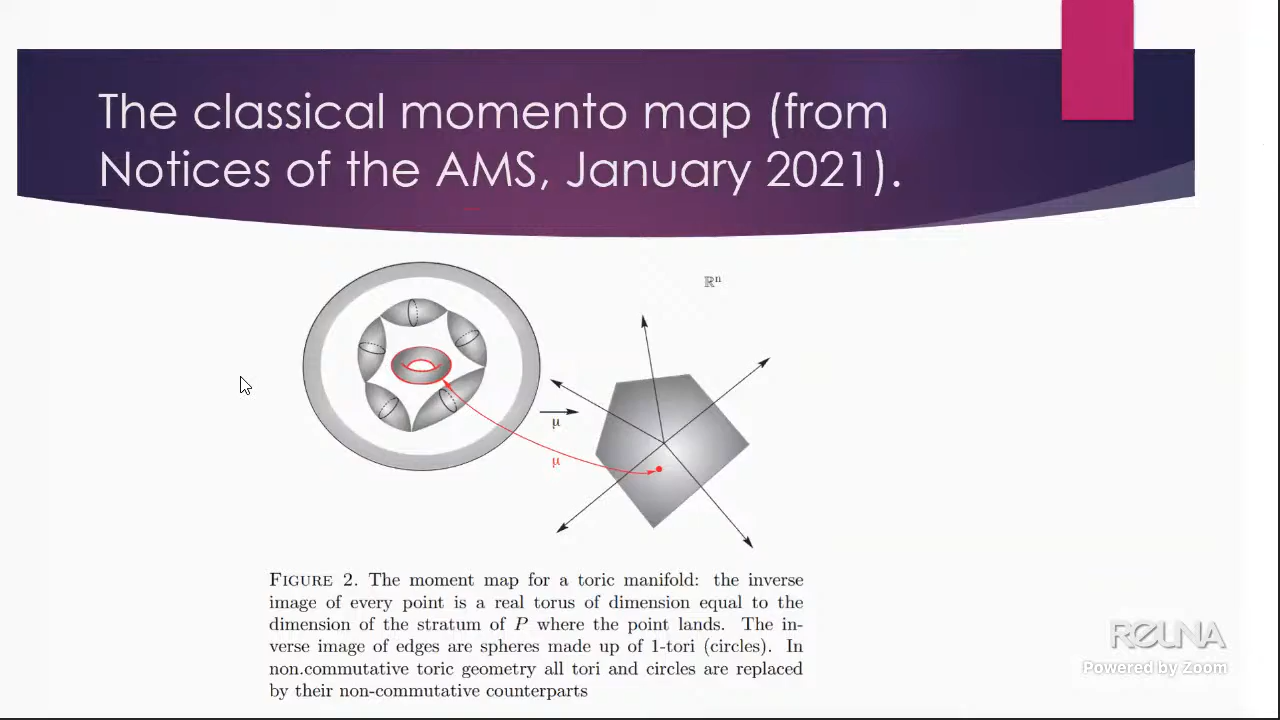 The classical momento map (from
Notices of the AMS, January 2021).
ℝⁿ
μ
μ
FIGURE 2. The moment map for a toric manifold: the inverse
image of every point is a real torus of dimension equal to the
dimension of the stratum of P where the point lands. The in-
verse image of edges are spheres made up of 1-tori (circles). In
non.commutative toric geometry all tori and circles are replaced
by their non-commutative counterparts
Powered by Zoom